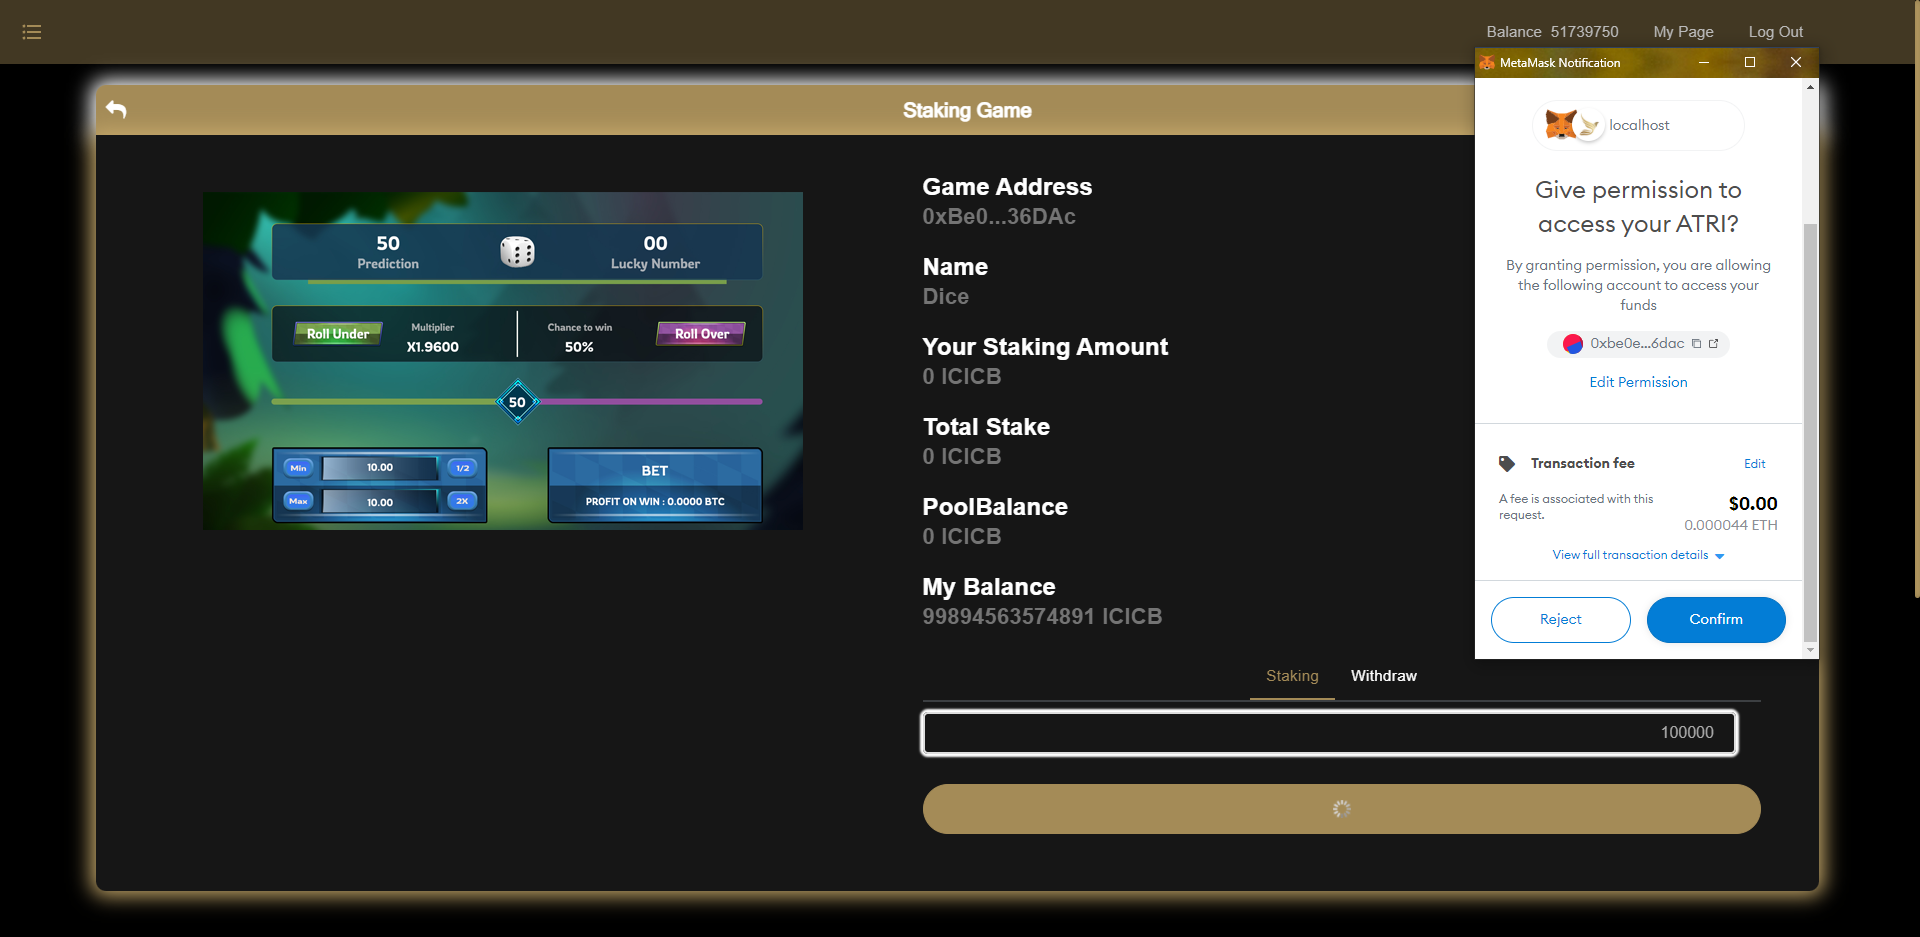 Balance 51739750 My Page Log Out
MetaMask Notification
Staking Game
localhost
Give permission to
access your ATRI?
By granting permission, you are allowing
the following account to access your
funds
0xbe0e...6dac
Edit Permission
Transaction fee Edit
A fee is associated with this
request.
$0.00
0.000044 ETH
View full transaction details
Reject Confirm
50 00
Prediction Lucky Number
Roll Under Multiplier Chance to win Roll Over
X1.9600 50%
50
Min 10.00 1/2
Max 10.00 2X
BET
PROFIT ON WIN : 0.0000 BTC
Game Address
0xBe0...36DAc
Name
Dice
Your Staking Amount
0 ICICB
Total Stake
0 ICICB
PoolBalance
0 ICICB
My Balance
99894563574891 ICICB
Staking Withdraw
100000